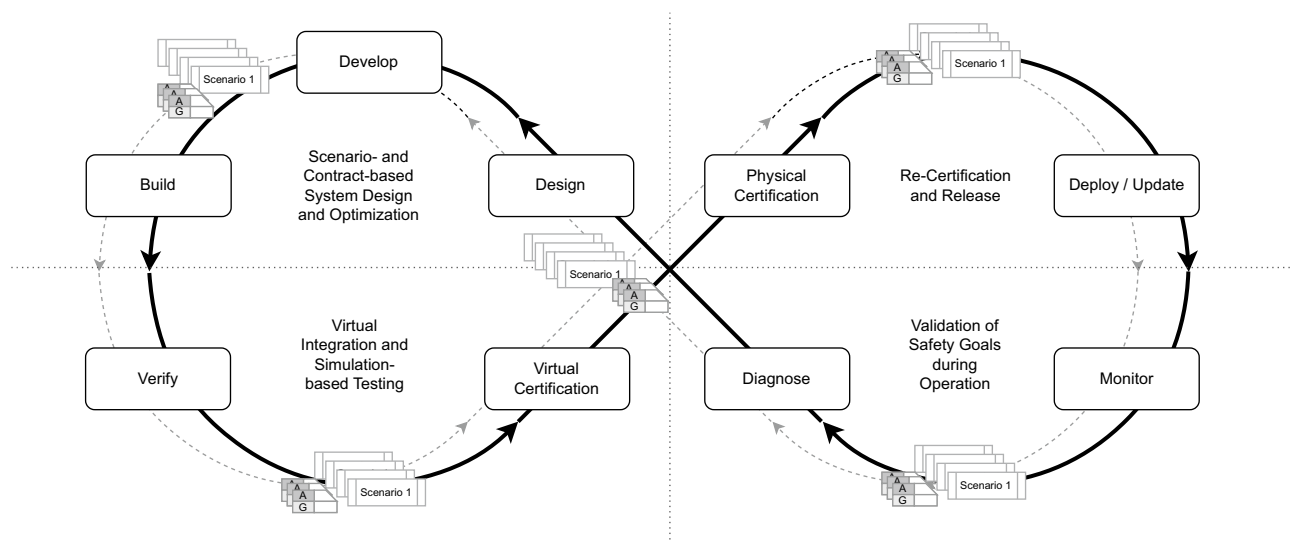 Develop
Scenario 1
A
A
G
Build
Scenario- and
Contract-based
System Design
and Optimization
Design
Scenario 1
A
A
G
Physical
Certification
Re-Certification
and Release
Deploy / Update
Scenario 1
A
A
G
Verify
Virtual
Integration and
Simulation-
based Testing
Virtual
Certification
Diagnose
Validation of
Safety Goals
during
Operation
Monitor
Scenario 1
A
A
G
Scenario 1
A
A
G